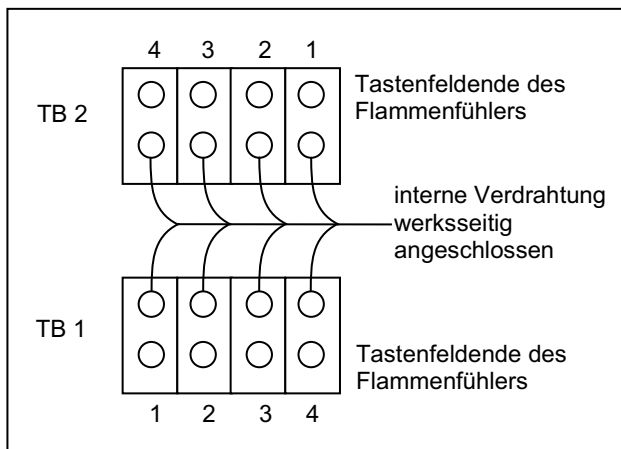 4 3 2 1
TB 2
Tastenfeldende des
Flammenfühlers
interne Verdrahtung
werksseitig
angeschlossen
TB 1
Tastenfeldende des
Flammenfühlers
1 2 3 4